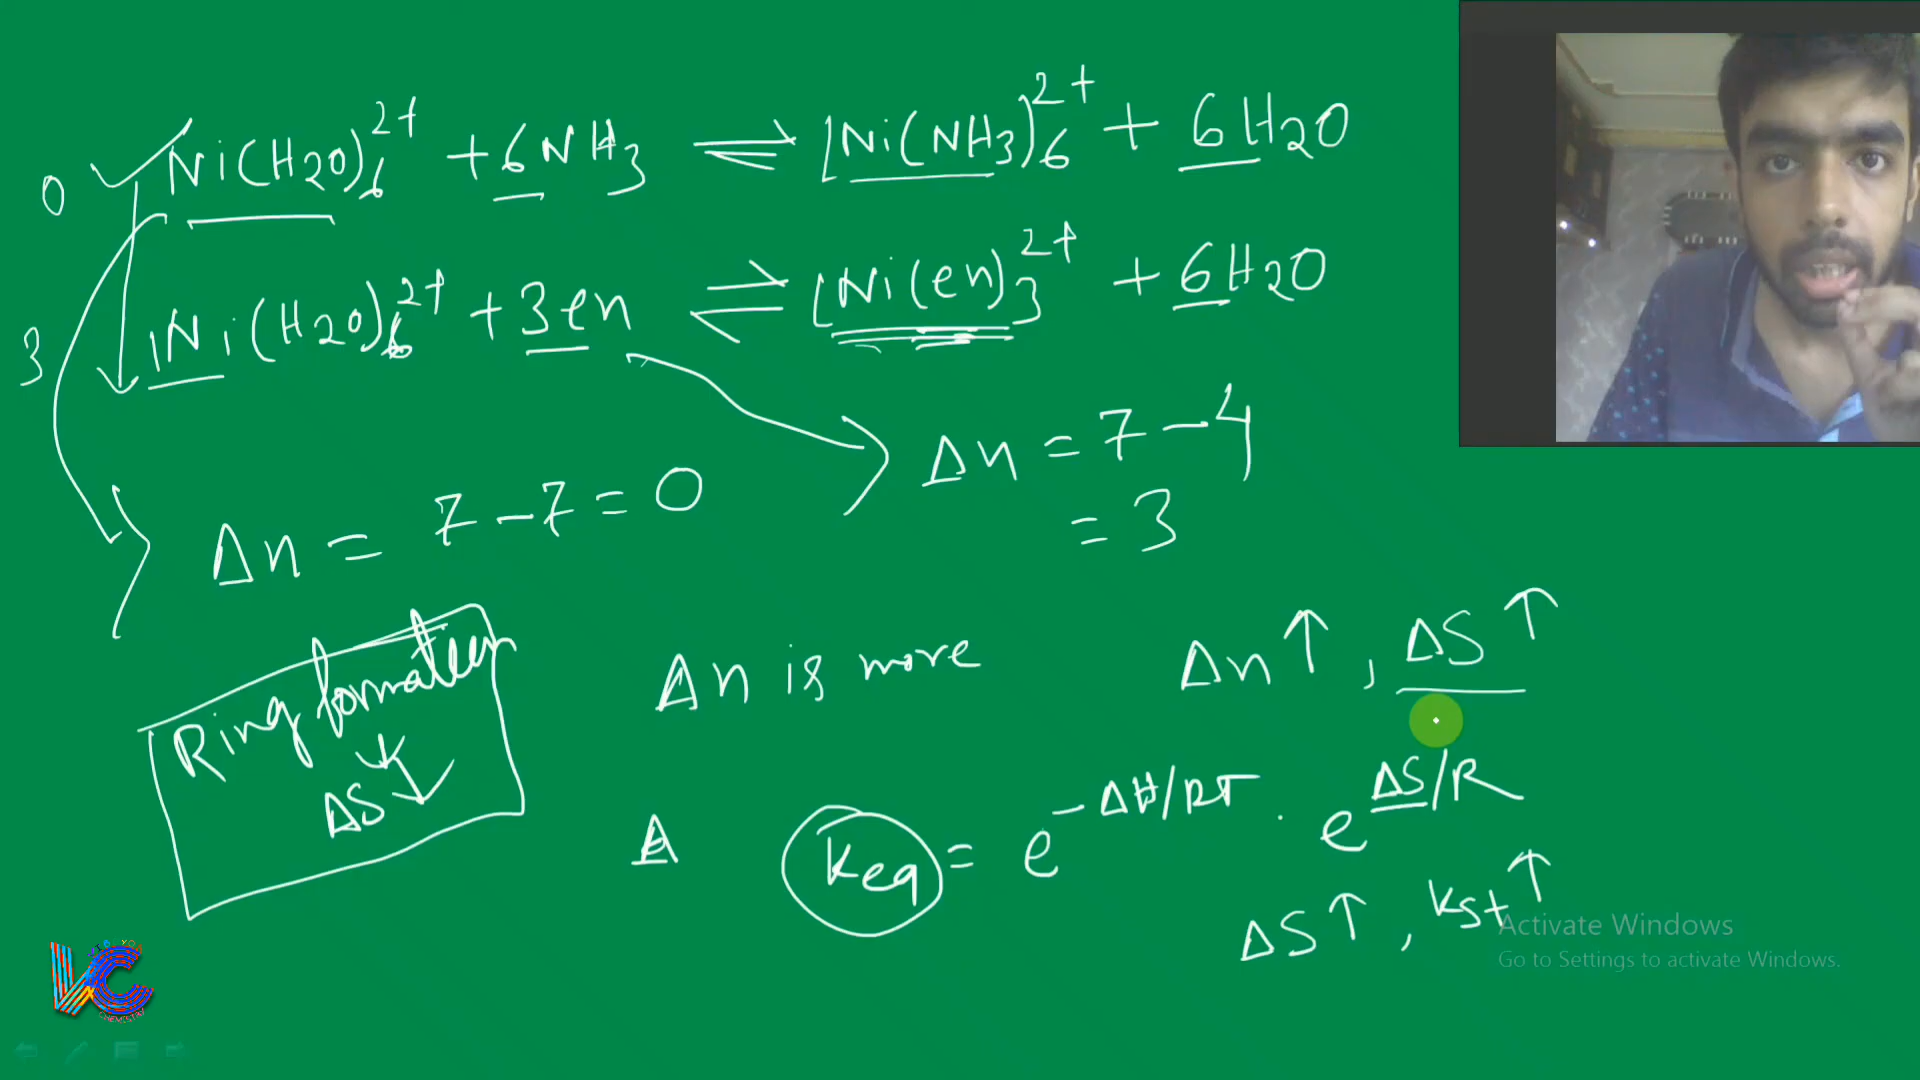 0 Ni(H2O)6 2+ + 6NH3 ⇌ [Ni(NH3)6 2+ + 6H2O
3 Ni(H2O)6 2+ + 3en ⇌ [Ni(en)3 2+ + 6H2O
Δn = 7 - 4
= 3
Δn = 7 - 7 = 0
Ring formation
ΔS ↓
Δn is more
Δn ↑, ΔS ↑
Keq = e -ΔH/RT . e ΔS/R
ΔS ↑, Kst ↑
Activate Windows
Go to Settings to activate Windows.
VC
CHEMISTRY